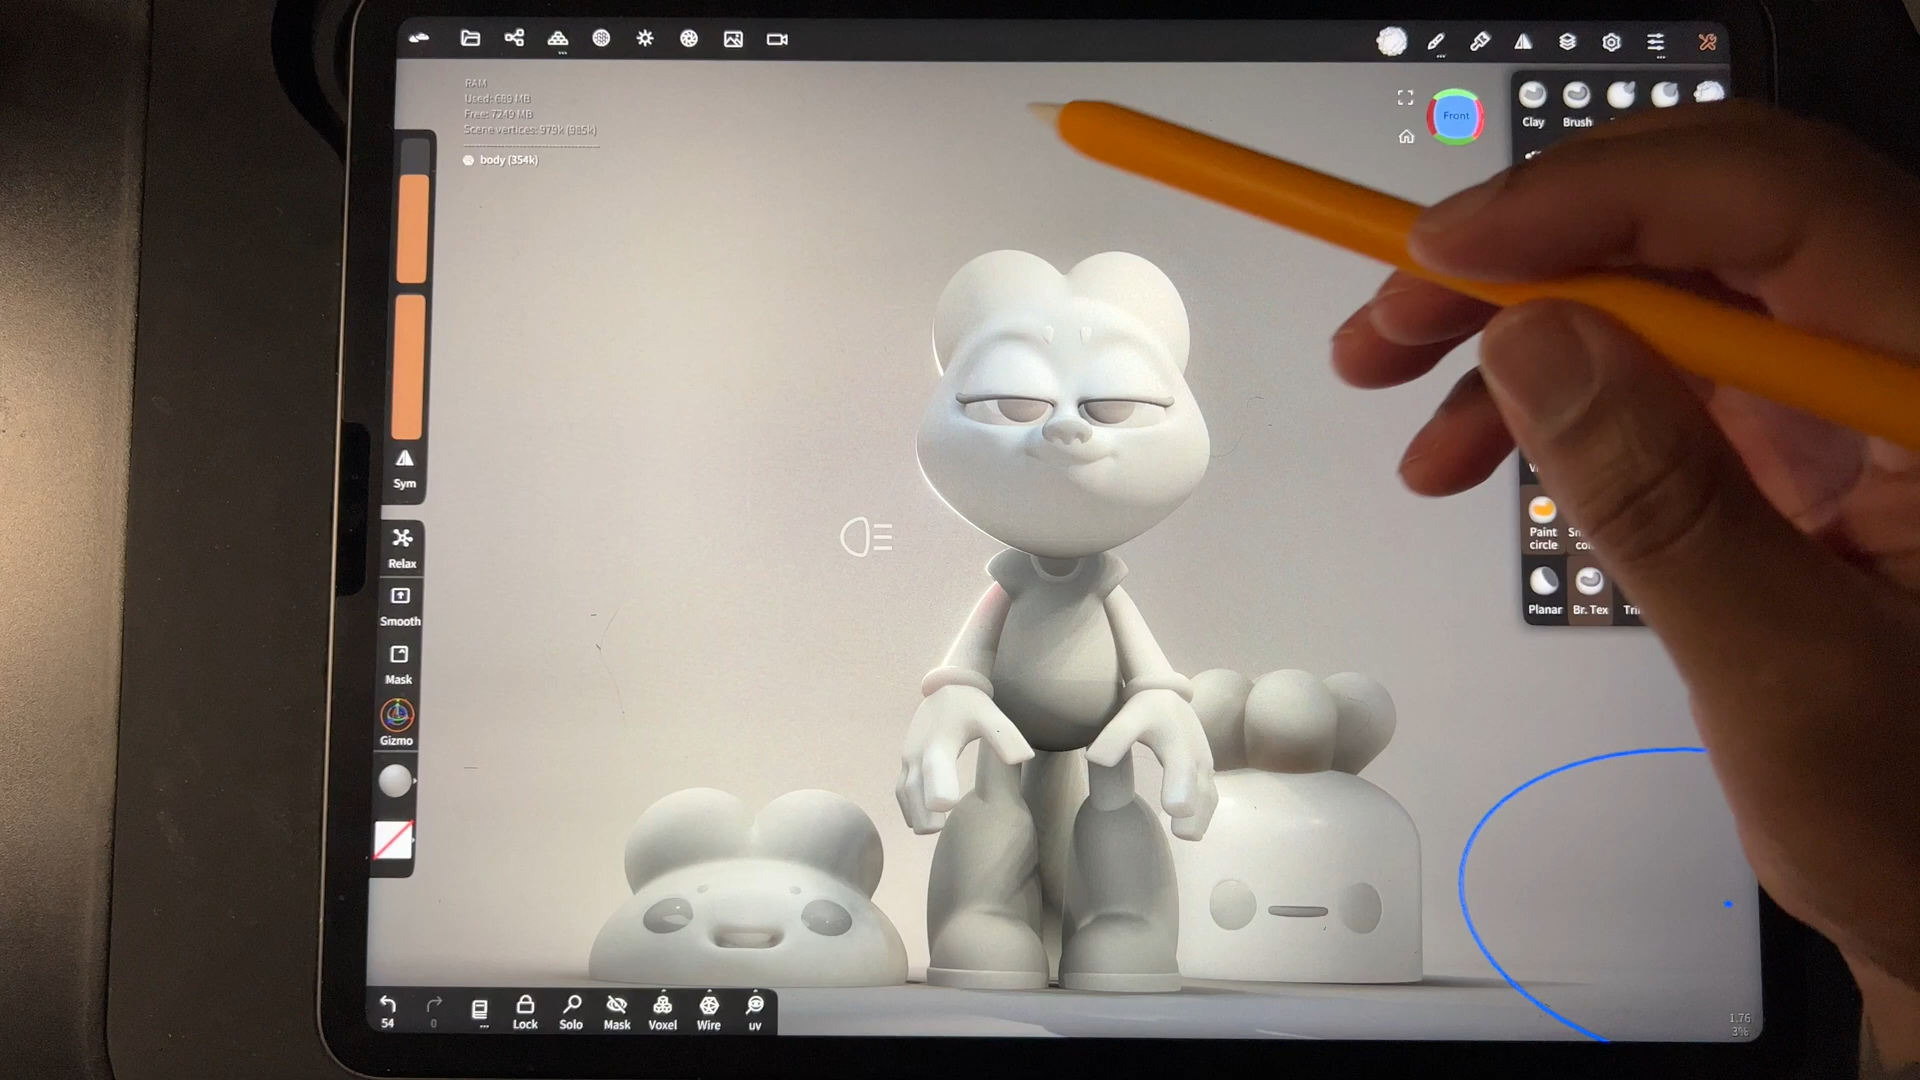 RAM
Used: 689 MB
Free: 7249 MB
Scene vertices: 979k (985k)
body (354k)
Front
Clay
Brush
Sym
Relax
Smooth
Mask
Gizmo
Paint
circle
Planar
Br. Tex
54
0
Lock
Solo
Mask
Voxel
Wire
uv
1.76
3%